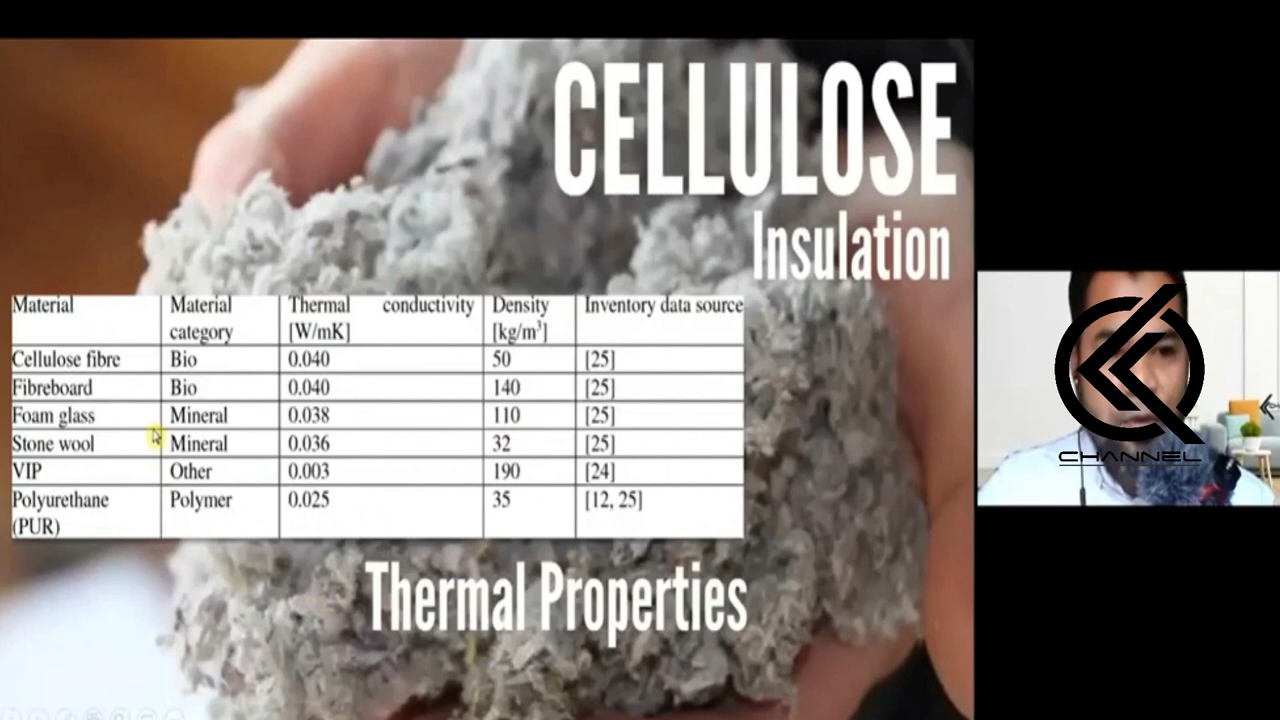 CELLULOSE
Insulation
Material Material category Thermal conductivity [W/mK] Density [kg/m³] Inventory data source
Cellulose fibre Bio 0.040 50 [25]
Fibreboard Bio 0.040 140 [25]
Foam glass Mineral 0.038 110 [25]
Stone wool Mineral 0.036 32 [25]
VIP Other 0.003 190 [24]
Polyurethane (PUR) Polymer 0.025 35 [12, 25]
Thermal Properties
CHANNEL